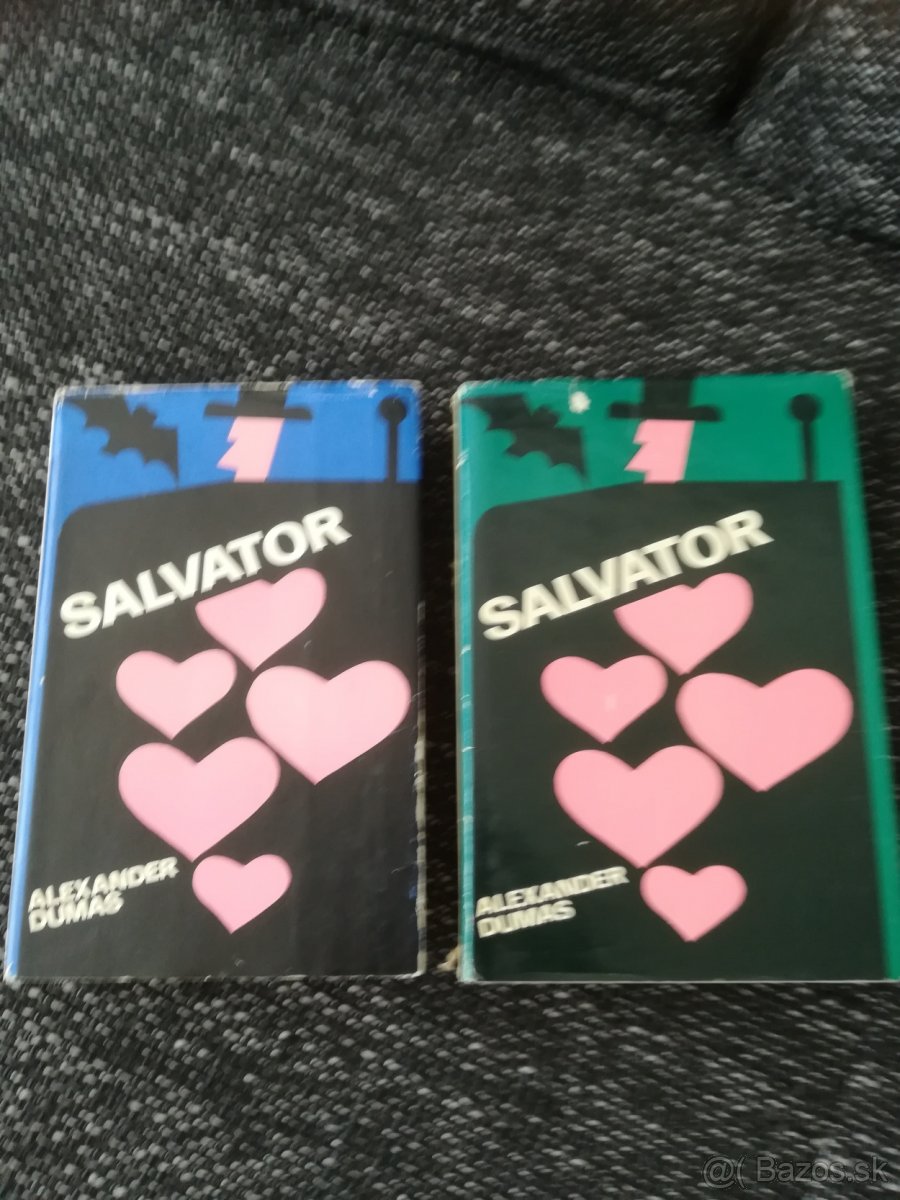 SALVATOR
ALEXANDER
DUMAS
SALVATOR
ALEXANDER
DUMAS
@( Bazos.sk